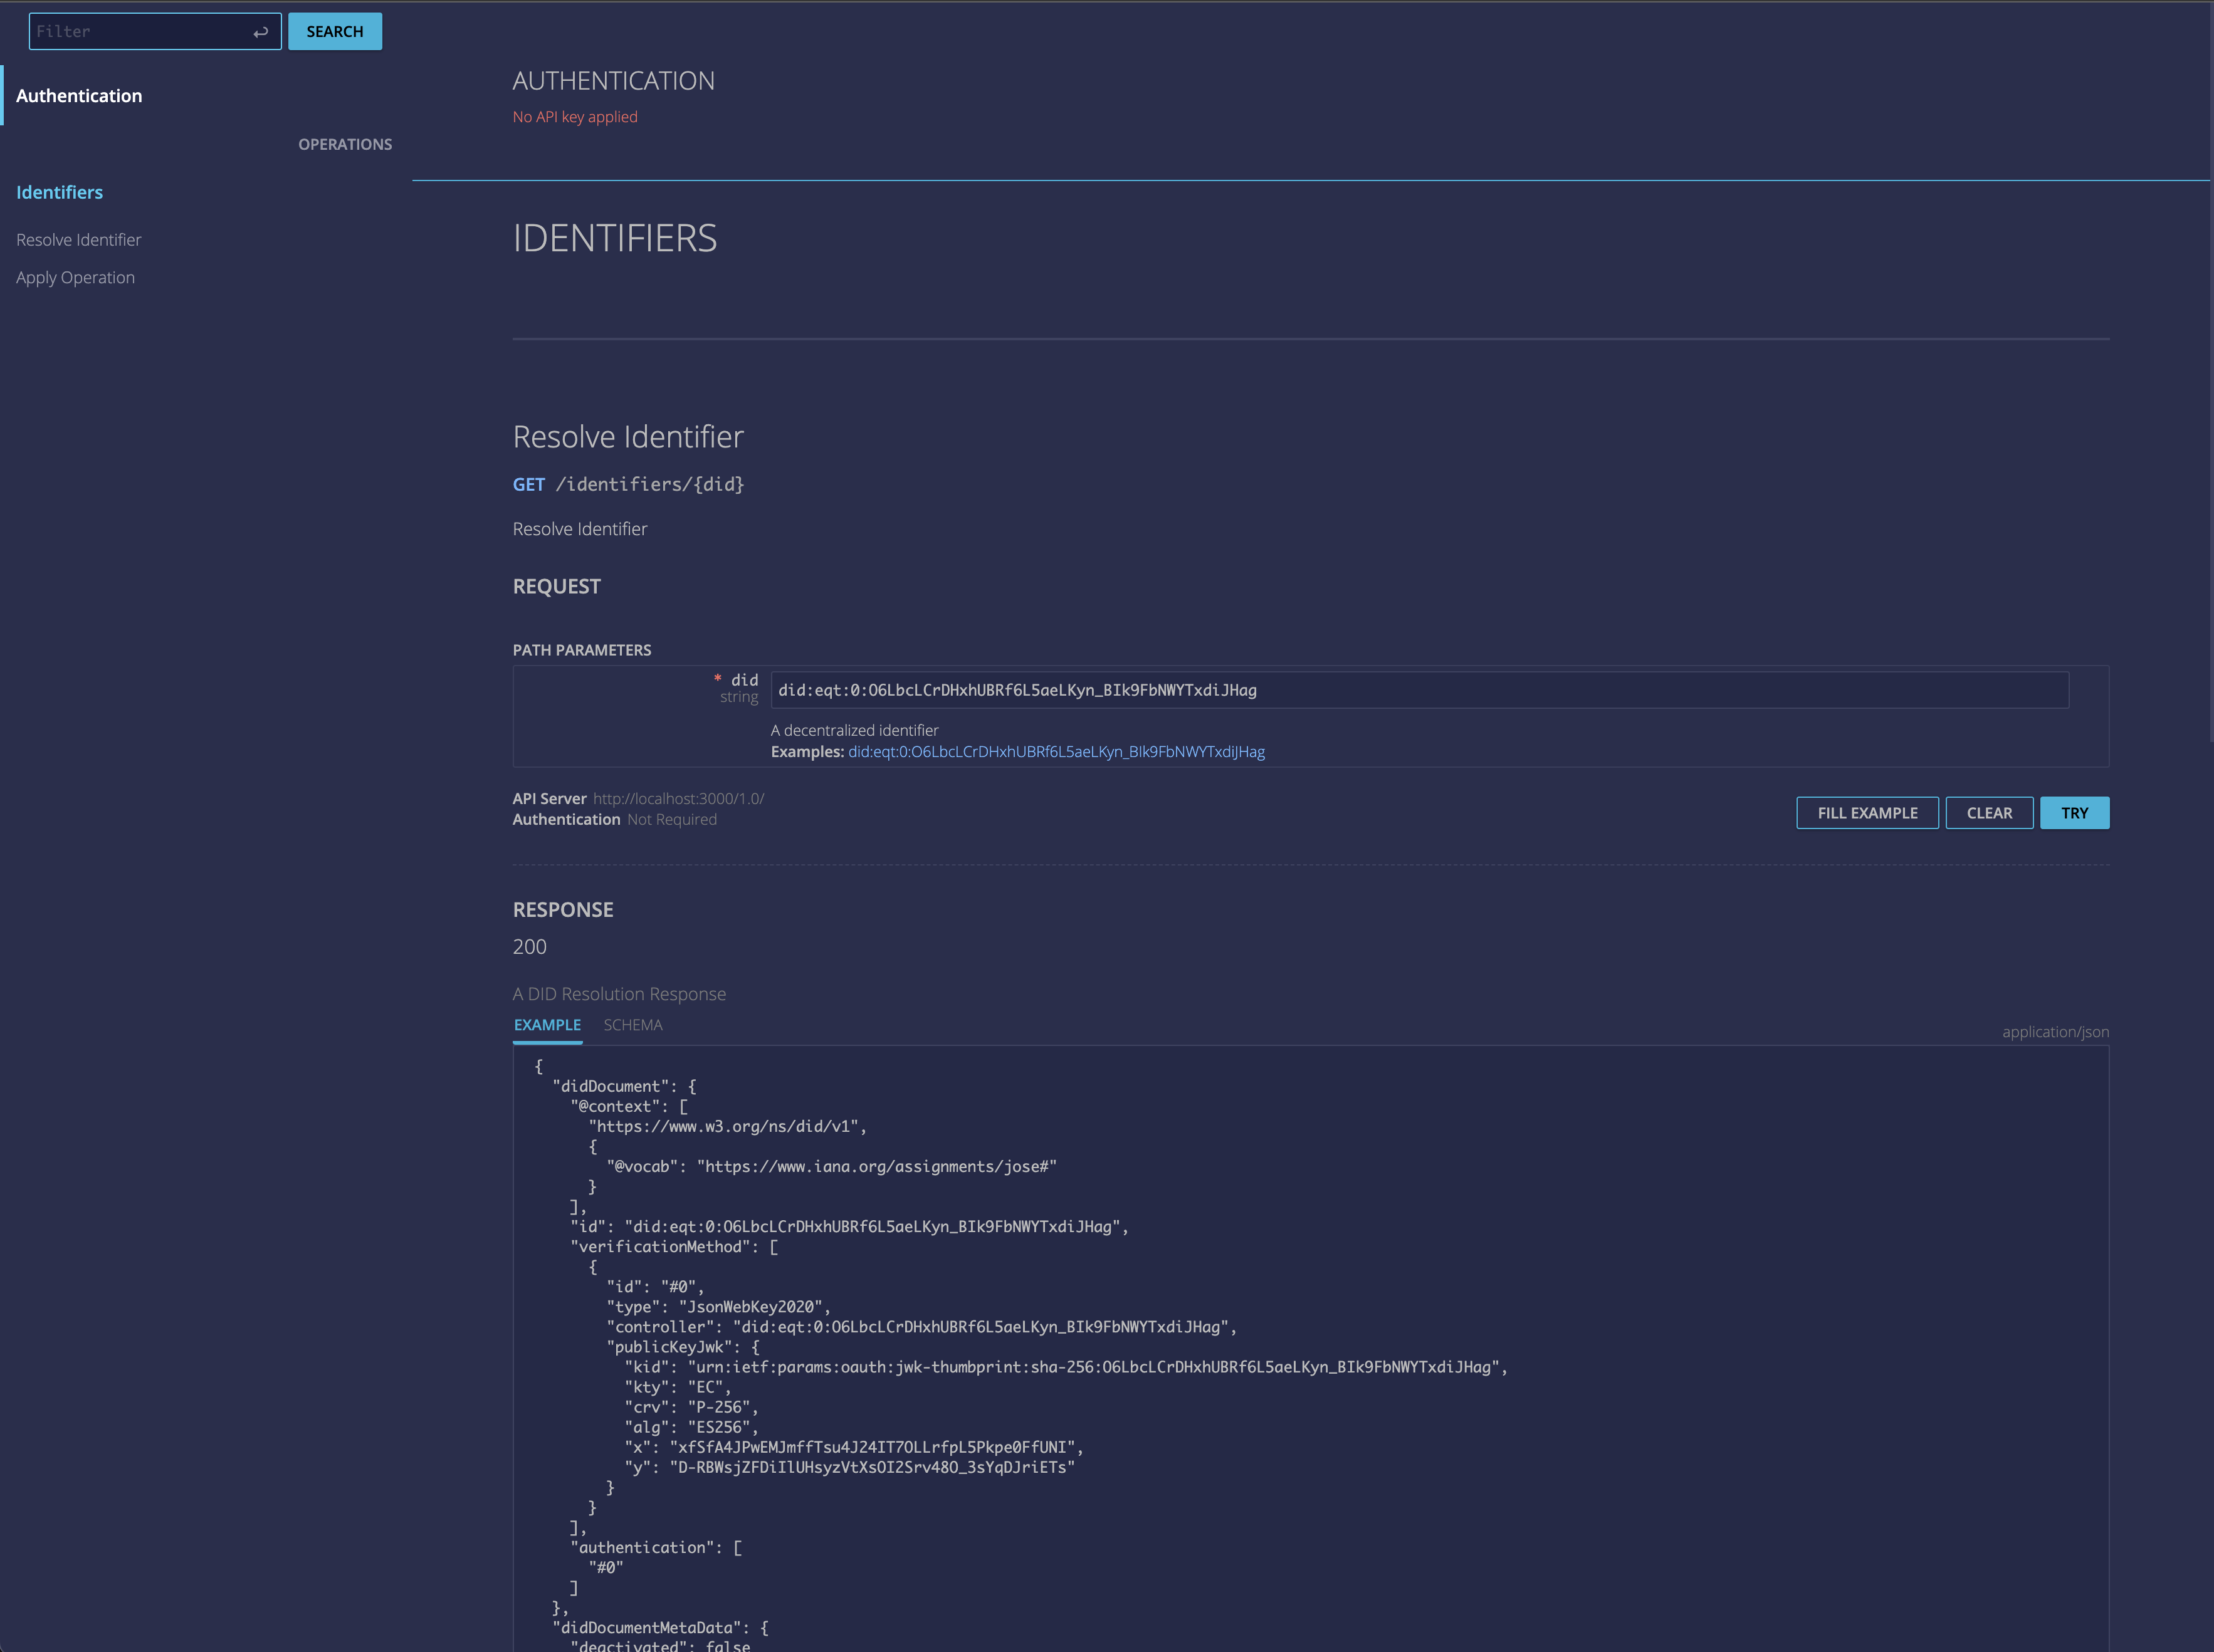 Filter
SEARCH
Authentication
OPERATIONS
Identifiers
Resolve Identifier
Apply Operation
AUTHENTICATION
No API key applied
IDENTIFIERS
Resolve Identifier
GET /identifiers/{did}
Resolve Identifier
REQUEST
PATH PARAMETERS
* did
string
did:eqt:0:O6LbcLCrDHxhUBRf6L5aeLKyn_BIk9FbNWYTxdiJHag
A decentralized identifier
Examples: did:eqt:0:O6LbcLCrDHxhUBRf6L5aeLKyn_BIk9FbNWYTxdiJHag
API Server http://localhost:3000/1.0/
Authentication Not Required
FILL EXAMPLE
CLEAR
TRY
RESPONSE
200
A DID Resolution Response
EXAMPLE SCHEMA
application/json
{
  "didDocument": {
    "@context": [
      "https://www.w3.org/ns/did/v1",
      {
        "@vocab": "https://www.iana.org/assignments/jose#"
      }
    ],
    "id": "did:eqt:0:O6LbcLCrDHxhUBRf6L5aeLKyn_BIk9FbNWYTxdiJHag",
    "verificationMethod": [
      {
        "id": "#0",
        "type": "JsonWebKey2020",
        "controller": "did:eqt:0:O6LbcLCrDHxhUBRf6L5aeLKyn_BIk9FbNWYTxdiJHag",
        "publicKeyJwk": {
          "kid": "urn:ietf:params:oauth:jwk-thumbprint:sha-256:O6LbcLCrDHxhUBRf6L5aeLKyn_BIk9FbNWYTxdiJHag",
          "kty": "EC",
          "crv": "P-256",
          "alg": "ES256",
          "x": "xfSfA4JPwEMJmffTsu4J24IT7OLLrfpL5Pkpe0FfUNI",
          "y": "D-RBWsjZFDiIlUHsyzVtXsOI2Srv48O_3sYqDJriETs"
        }
      }
    ],
    "authentication": [
      "#0"
    ]
  },
  "didDocumentMetaData": {
    "deactivated": false